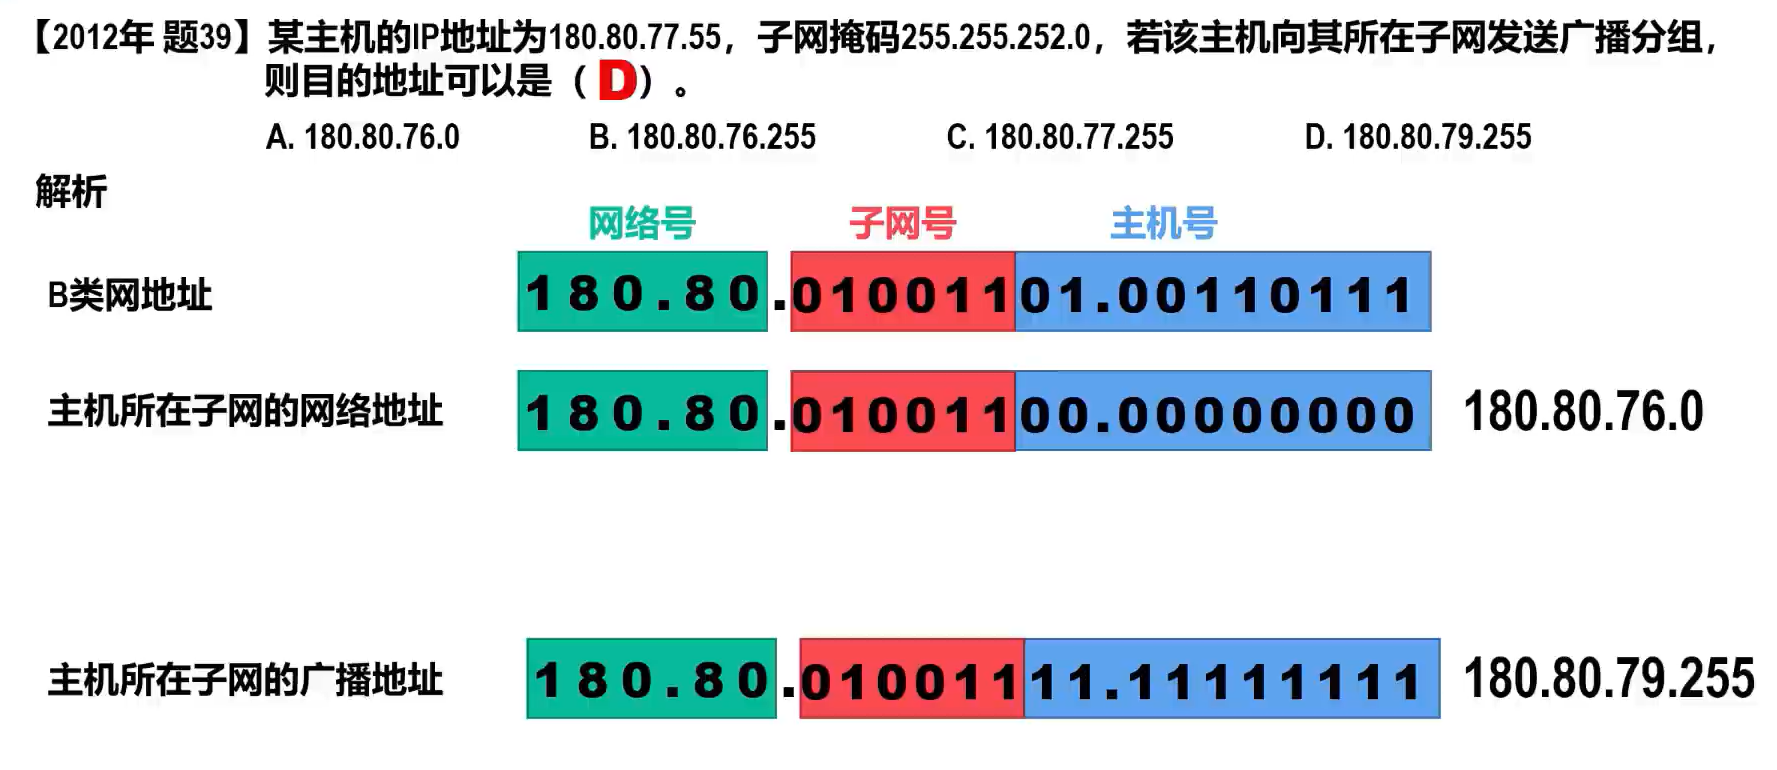 【2012年 题39】某主机的IP地址为180.80.77.55，子网掩码255.255.252.0，若该主机向其所在子网发送广播分组，
则目的地址可以是（ D ）。
A. 180.80.76.0 B. 180.80.76.255 C. 180.80.77.255 D. 180.80.79.255
解析
网络号 子网号 主机号
B类网地址 180.80.01001101.00110111
主机所在子网的网络地址 180.80.01001100.00000000 180.80.76.0
主机所在子网的广播地址 180.80.01001111.11111111 180.80.79.255